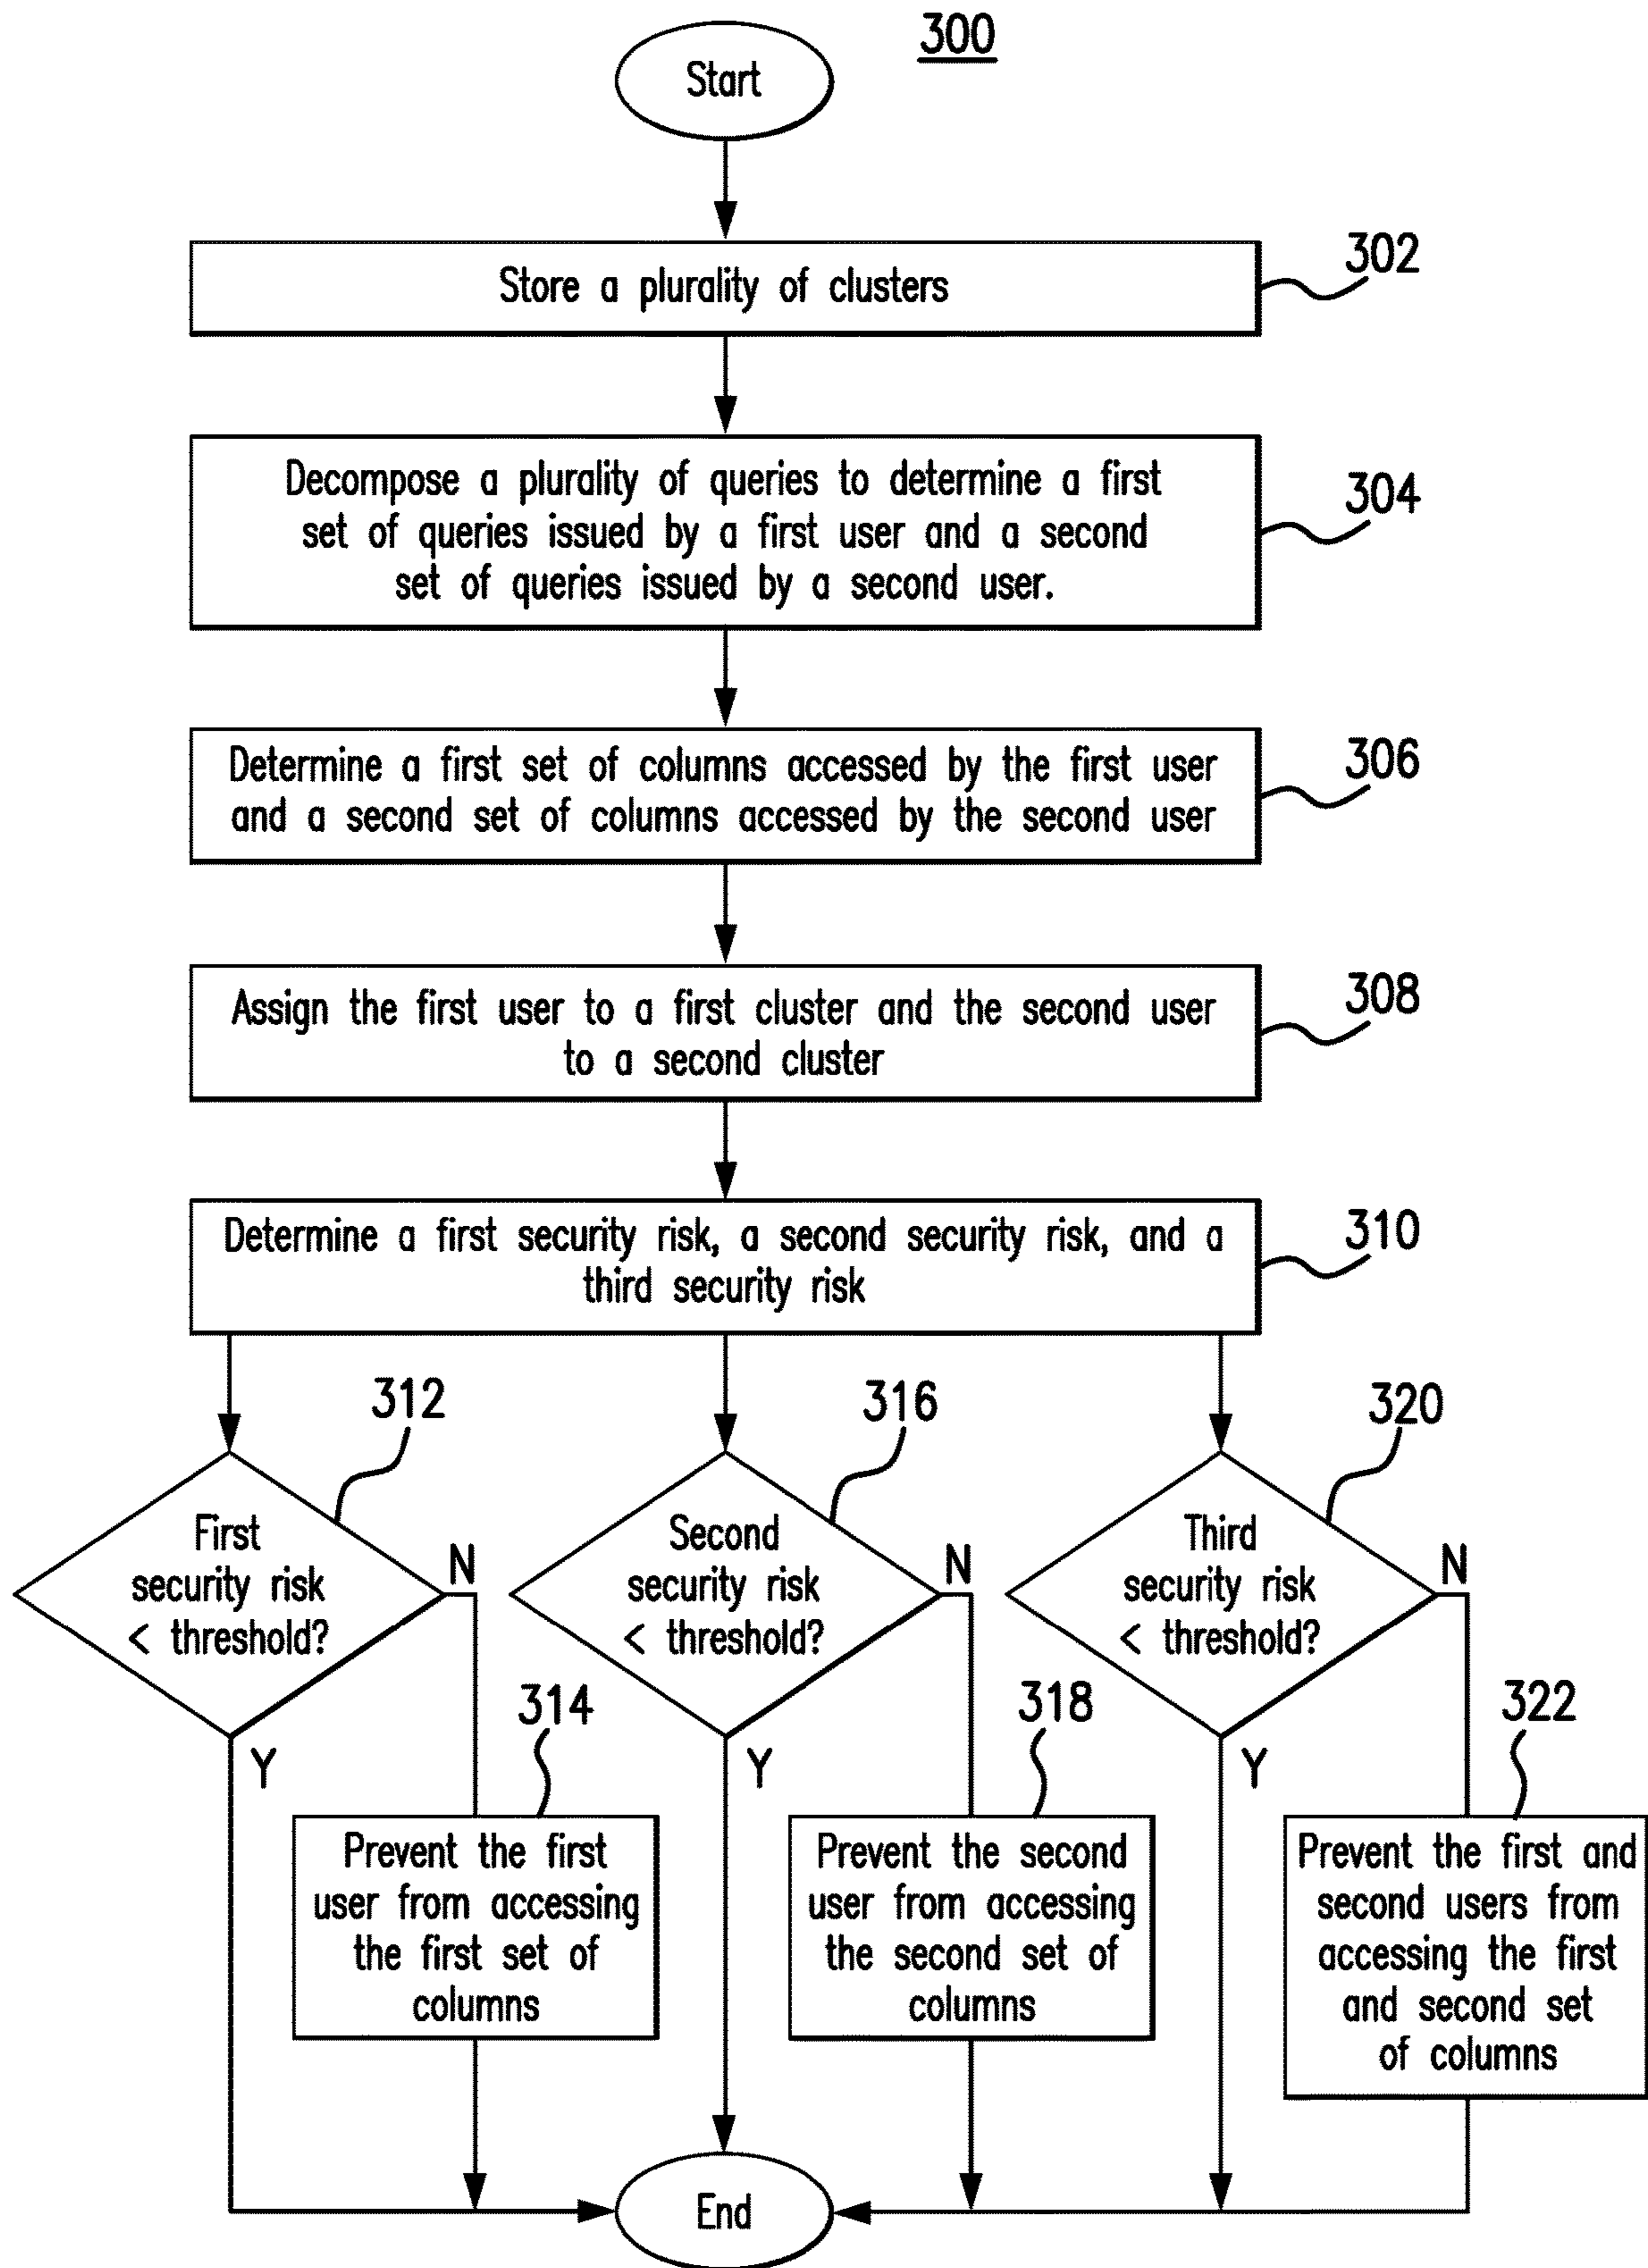 300
Start
Store a plurality of clusters
302
Decompose a plurality of queries to determine a first
set of queries issued by a first user and a second
set of queries issued by a second user.
304
Determine a first set of columns accessed by the first user
and a second set of columns accessed by the second user
306
Assign the first user to a first cluster and the second user
to a second cluster
308
Determine a first security risk, a second security risk, and a
third security risk
310
312
First
security risk
< threshold?
N
Y
314
Prevent the first
user from accessing
the first set of
columns
316
Second
security risk
< threshold?
N
Y
318
Prevent the second
user from accessing
the second set of
columns
320
Third
security risk
< threshold?
N
Y
322
Prevent the first and
second users from
accessing the first
and second set
of columns
End